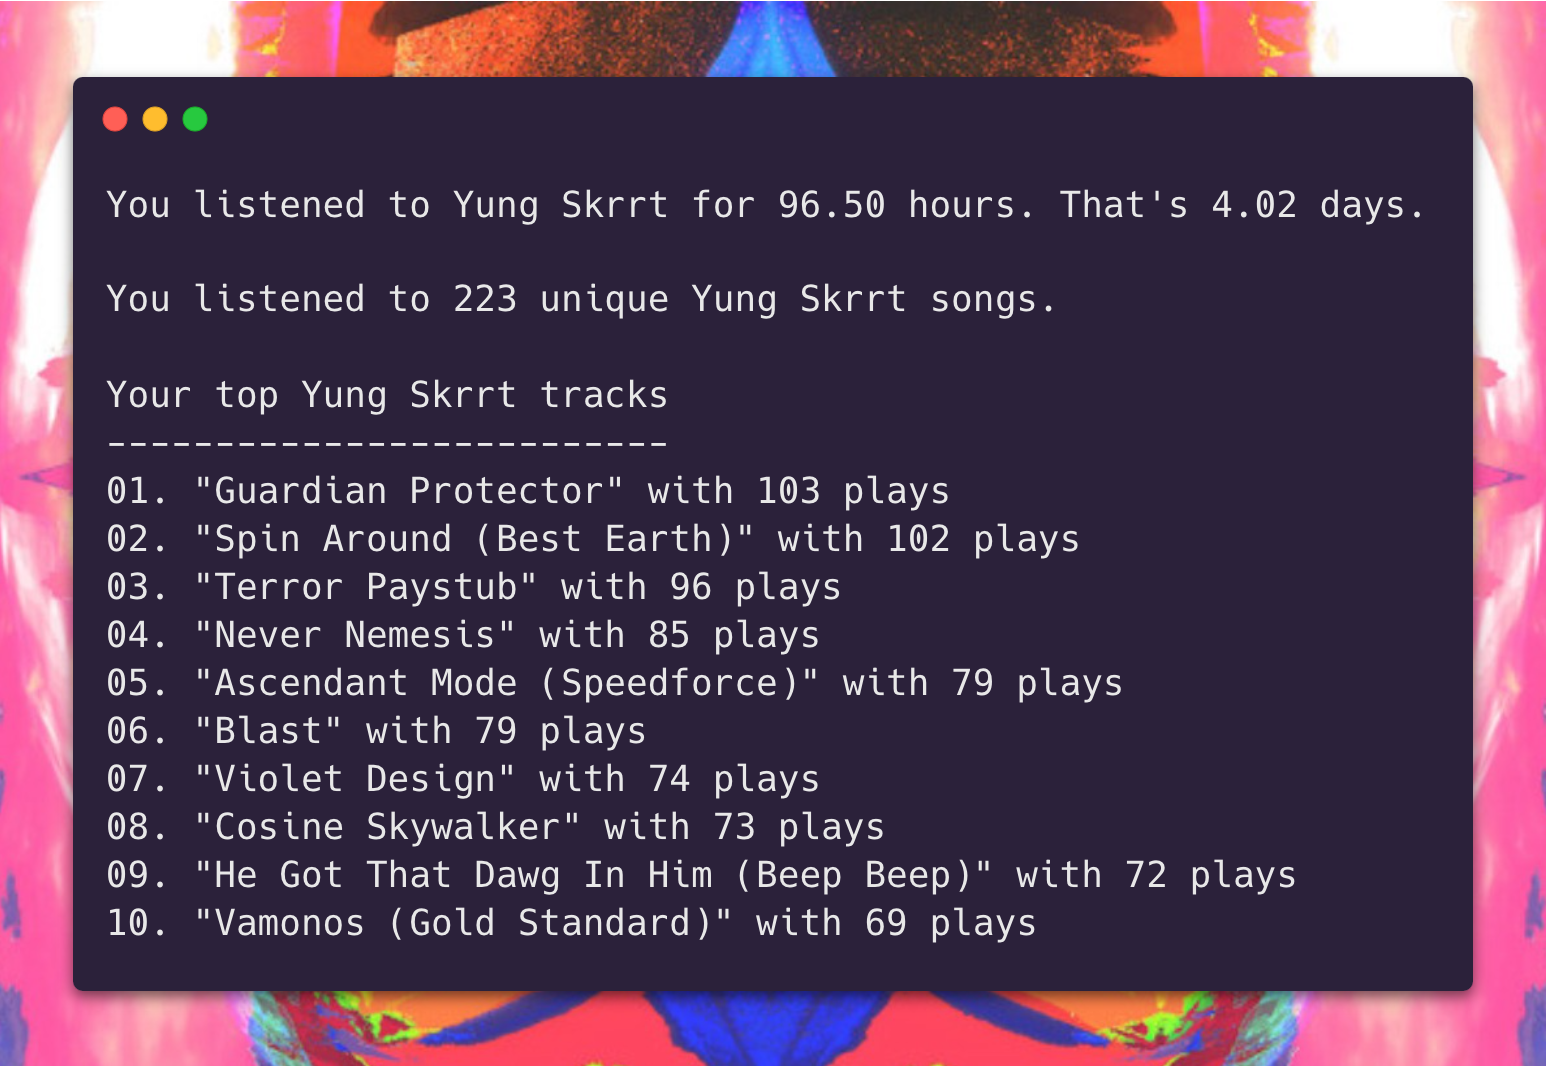 You listened to Yung Skrrt for 96.50 hours. That's 4.02 days.
You listened to 223 unique Yung Skrrt songs.
Your top Yung Skrrt tracks
--------------------------
01. "Guardian Protector" with 103 plays
02. "Spin Around (Best Earth)" with 102 plays
03. "Terror Paystub" with 96 plays
04. "Never Nemesis" with 85 plays
05. "Ascendant Mode (Speedforce)" with 79 plays
06. "Blast" with 79 plays
07. "Violet Design" with 74 plays
08. "Cosine Skywalker" with 73 plays
09. "He Got That Dawg In Him (Beep Beep)" with 72 plays
10. "Vamonos (Gold Standard)" with 69 plays